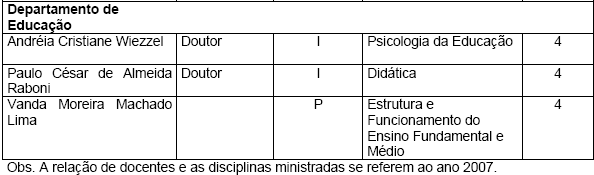 Departamento de
Educação
Andréia Cristiane Wiezzel Doutor I Psicologia da Educação 4
Paulo César de Almeida Doutor I Didática 4
Raboni
Vanda Moreira Machado P Estrutura e 4
Lima Funcionamento do
Ensino Fundamental e
Médio
Obs. A relação de docentes e as disciplinas ministradas se referem ao ano 2007.